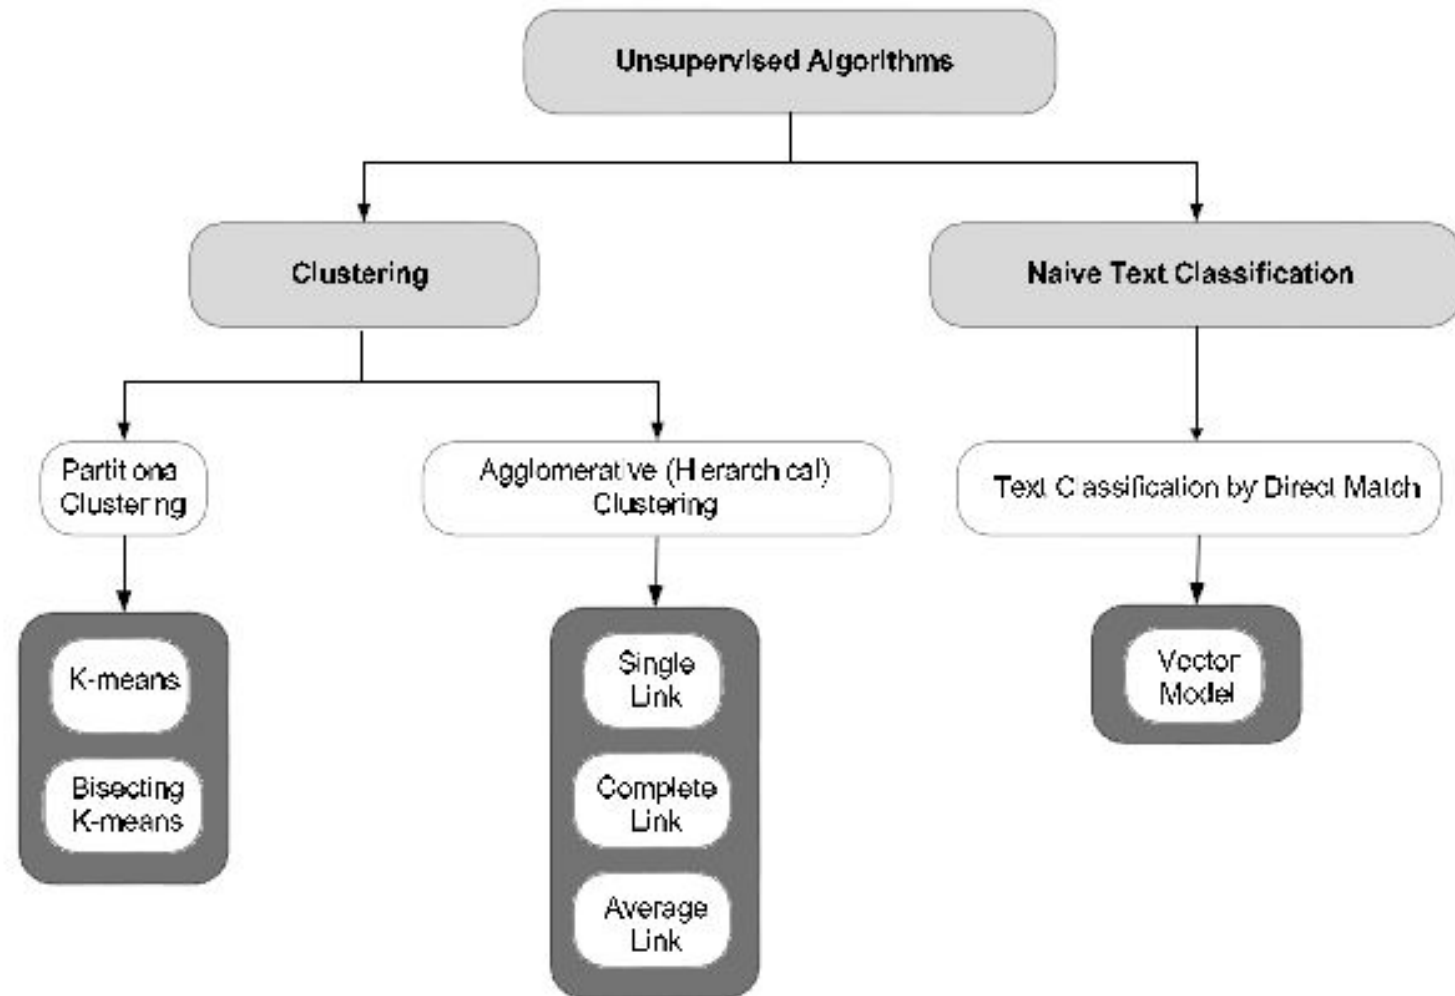 Unsupervised Algorithms
Clustering
Naive Text Classification
Partitional
Clustering
Agglomerative (Hierarchical)
Clustering
Text Classification by Direct Match
K-means
Bisecting
K-means
Single
Link
Complete
Link
Average
Link
Vector
Model